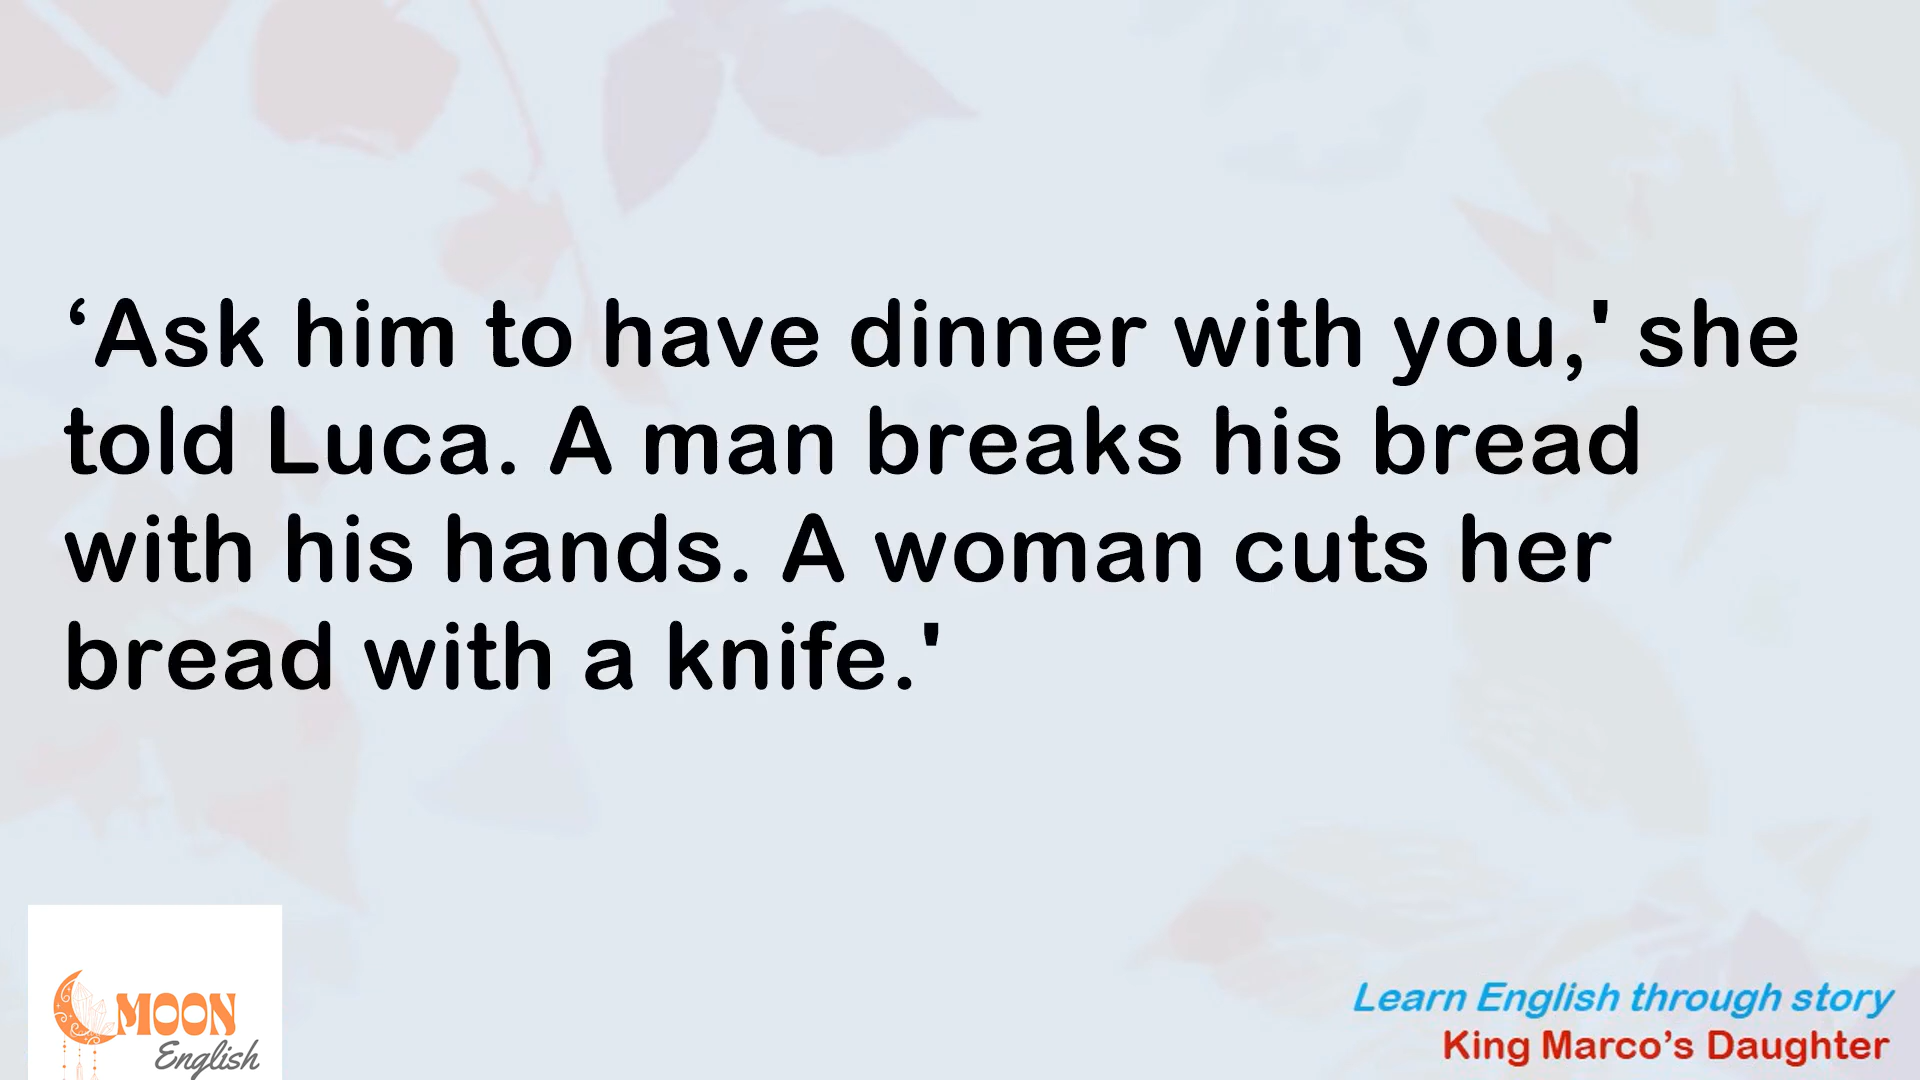 ‘Ask him to have dinner with you,' she
told Luca. A man breaks his bread
with his hands. A woman cuts her
bread with a knife.'
MOON
English
Learn English through story
King Marco’s Daughter